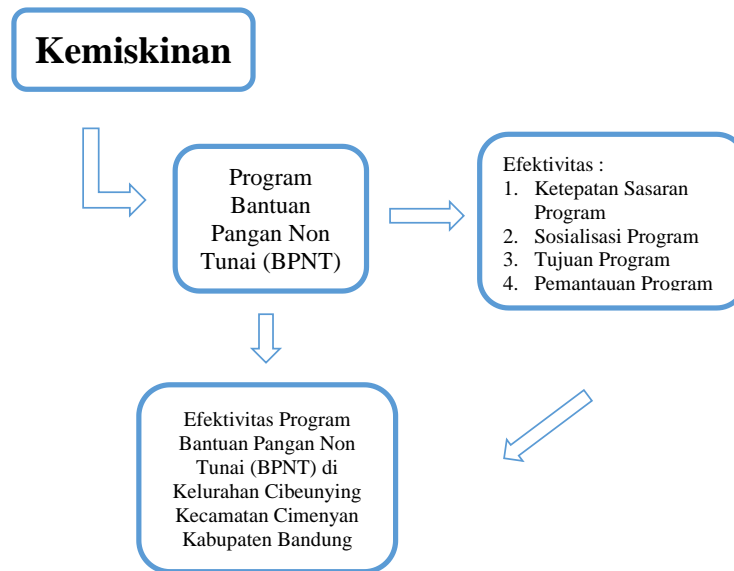 Kemiskinan
Program
Bantuan
Pangan Non
Tunai (BPNT)
Efektivitas :
1. Ketepatan Sasaran
Program
2. Sosialisasi Program
3. Tujuan Program
4. Pemantauan Program
Efektivitas Program
Bantuan Pangan Non
Tunai (BPNT) di
Kelurahan Cibeunying
Kecamatan Cimenyan
Kabupaten Bandung